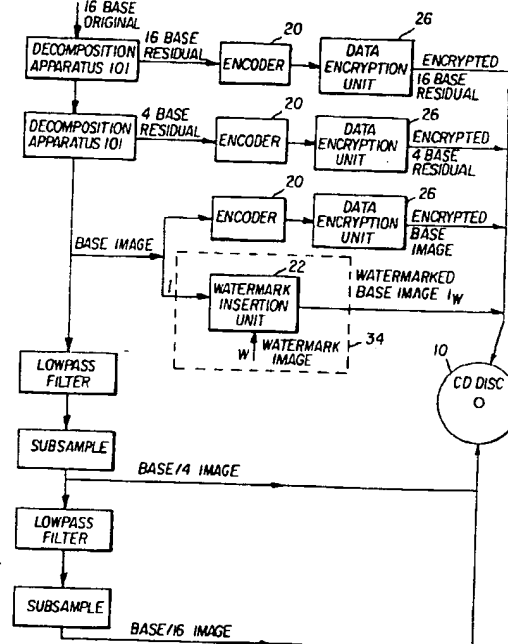 16 BASE
ORIGINAL
DECOMPOSITION
APPARATUS 101
16 BASE
RESIDUAL
20
ENCODER
26
DATA
ENCRYPTION
UNIT
ENCRYPTED
16 BASE
RESIDUAL
DECOMPOSITION
APPARATUS 101
4 BASE
RESIDUAL
20
ENCODER
26
DATA
ENCRYPTION
UNIT
ENCRYPTED
4 BASE
RESIDUAL
20
ENCODER
26
DATA
ENCRYPTION
UNIT
ENCRYPTED
BASE
IMAGE
BASE IMAGE
I
22
WATERMARK
INSERTION
UNIT
WATERMARKED
BASE IMAGE IW
W
WATERMARK
IMAGE
34
10
CD DISC
LOWPASS
FILTER
SUBSAMPLE
BASE/4 IMAGE
LOWPASS
FILTER
SUBSAMPLE
BASE/16 IMAGE